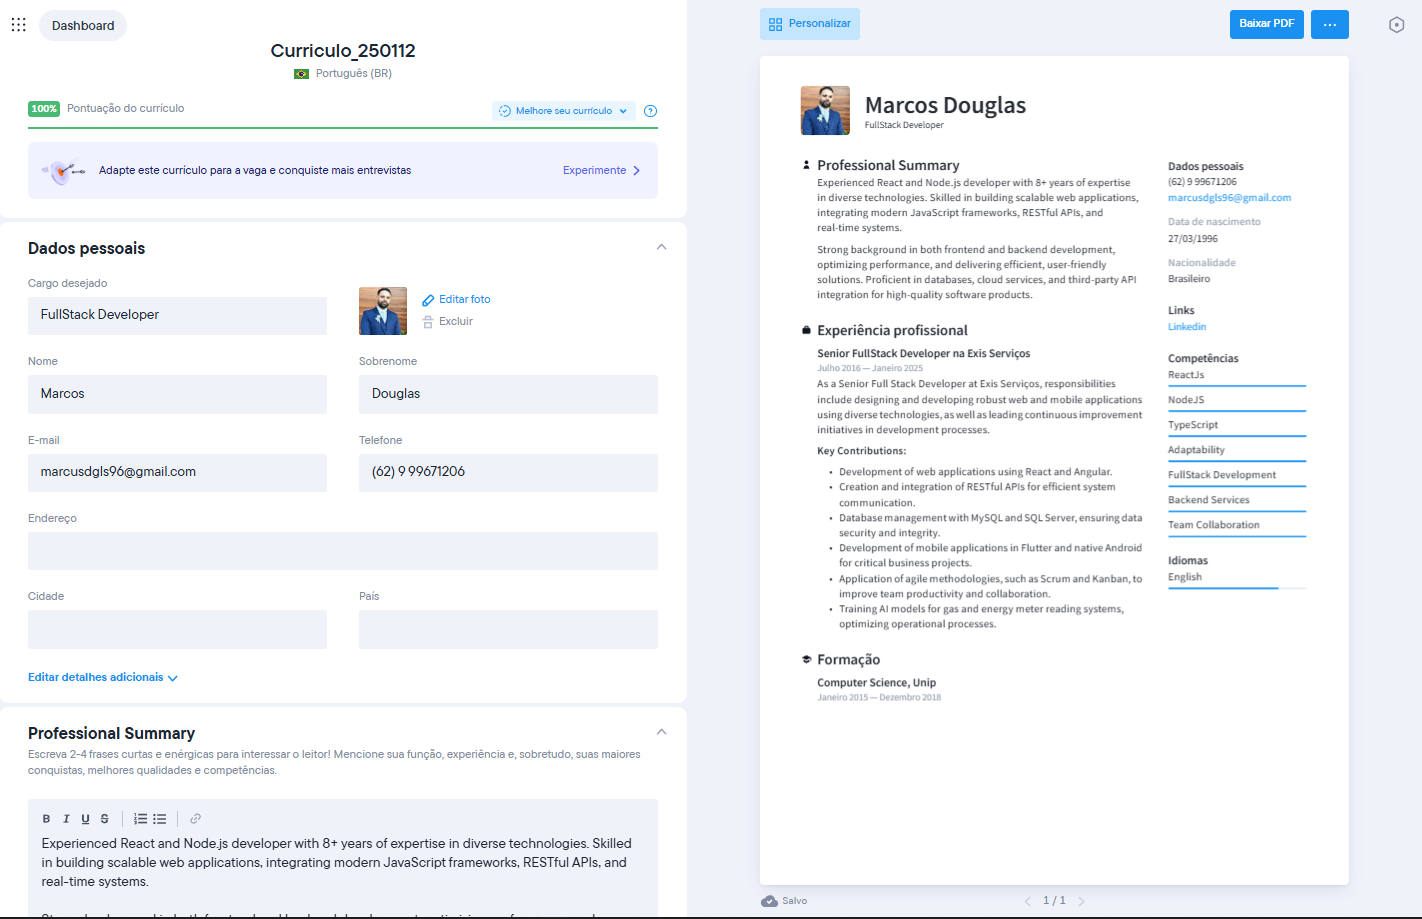 Dashboard
Curriculo_250112
Português (BR)
100% Pontuação do currículo
Melhore seu currículo
?
Adapte este currículo para a vaga e conquiste mais entrevistas
Experimente
Dados pessoais
Cargo desejado
FullStack Developer
Editar foto
Excluir
Nome
Marcos
Sobrenome
Douglas
E-mail
marcusdgls96@gmail.com
Telefone
(62) 9 99671206
Endereço
Cidade
País
Editar detalhes adicionais
Professional Summary
Escreva 2-4 frases curtas e enérgicas para interessar o leitor! Mencione sua função, experiência e, sobretudo, suas maiores
conquistas, melhores qualidades e competências.
B I U S
Experienced React and Node.js developer with 8+ years of expertise in diverse technologies. Skilled
in building scalable web applications, integrating modern JavaScript frameworks, RESTful APIs, and
real-time systems.
Personalizar
Baixar PDF
...
Marcos Douglas
FullStack Developer
Professional Summary
Experienced React and Node.js developer with 8+ years of expertise
in diverse technologies. Skilled in building scalable web applications,
integrating modern JavaScript frameworks, RESTful APIs, and
real-time systems.
Strong background in both frontend and backend development,
optimizing performance, and delivering efficient, user-friendly
solutions. Proficient in databases, cloud services, and third-party API
integration for high-quality software products.
Experiência profissional
Senior FullStack Developer na Exis Serviços
Julho 2016 — Janeiro 2025
As a Senior Full Stack Developer at Exis Serviços, responsibilities
include designing and developing robust web and mobile applications
using diverse technologies, as well as leading continuous improvement
initiatives in development processes.
Key Contributions:
• Development of web applications using React and Angular.
• Creation and integration of RESTful APIs for efficient system
communication.
• Database management with MySQL and SQL Server, ensuring data
security and integrity.
• Development of mobile applications in Flutter and native Android
for critical business projects.
• Application of agile methodologies, such as Scrum and Kanban, to
improve team productivity and collaboration.
• Training AI models for gas and energy meter reading systems,
optimizing operational processes.
Formação
Computer Science, Unip
Janeiro 2015 — Dezembro 2018
Dados pessoais
(62) 9 99671206
marcusdgls96@gmail.com
Data de nascimento
27/03/1996
Nacionalidade
Brasileiro
Links
Linkedin
Competências
ReactJs
NodeJS
TypeScript
Adaptability
FullStack Development
Backend Services
Team Collaboration
Idiomas
English
Salvo
1 / 1